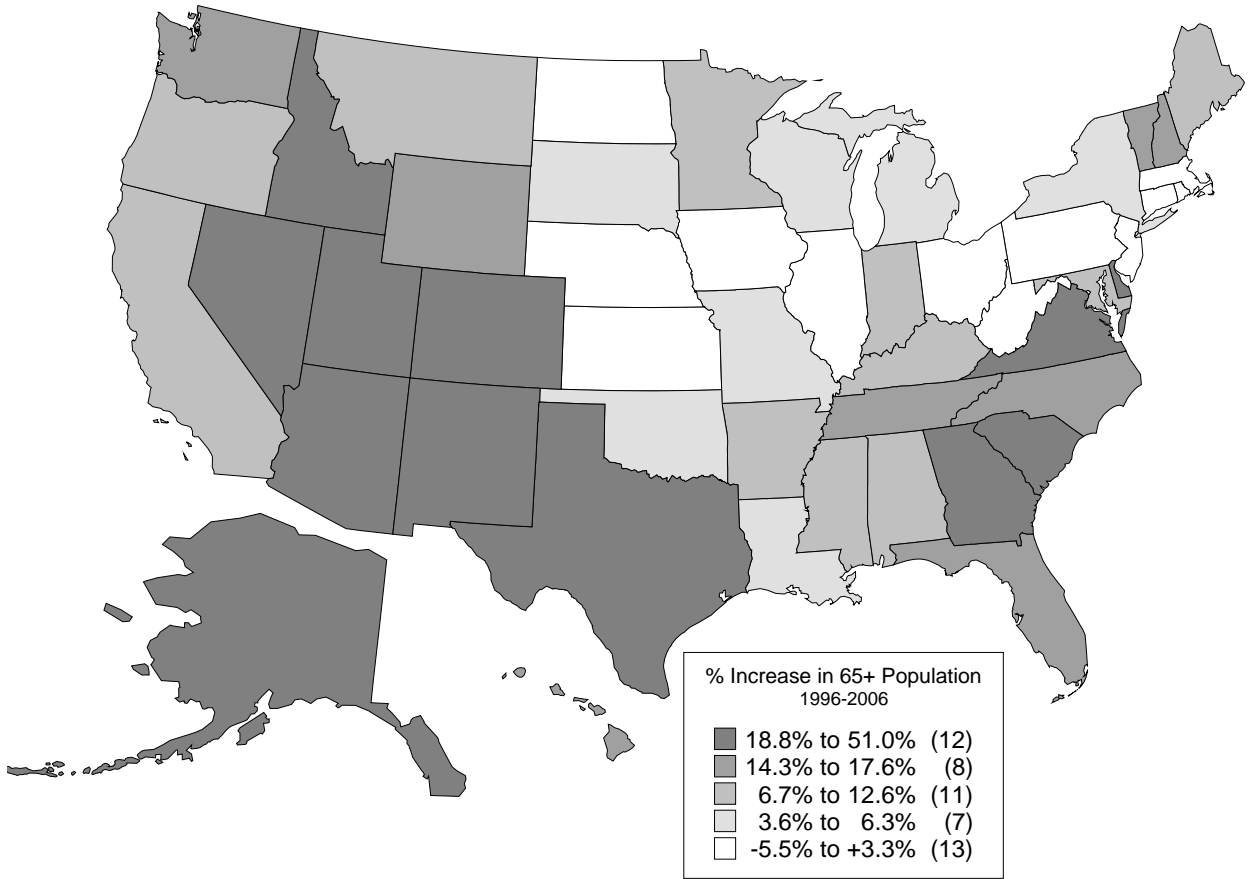 % Increase in 65+ Population
1996-2006
18.8% to 51.0% (12)
14.3% to 17.6% (8)
6.7% to 12.6% (11)
3.6% to 6.3% (7)
-5.5% to +3.3% (13)